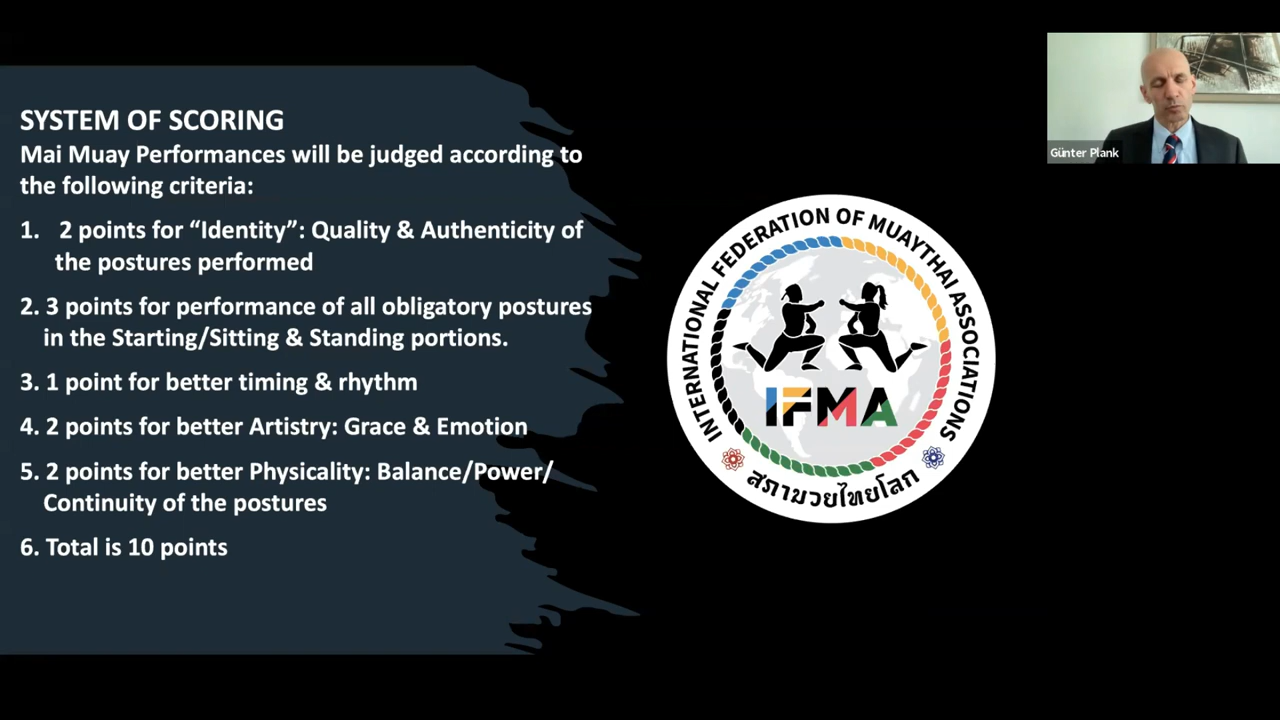 SYSTEM OF SCORING
Mai Muay Performances will be judged according to
the following criteria:
1. 2 points for “Identity”: Quality & Authenticity of
the postures performed
2. 3 points for performance of all obligatory postures
in the Starting/Sitting & Standing portions.
3. 1 point for better timing & rhythm
4. 2 points for better Artistry: Grace & Emotion
5. 2 points for better Physicality: Balance/Power/
Continuity of the postures
6. Total is 10 points
INTERNATIONAL FEDERATION OF MUAYTHAI ASSOCIATIONS
IFMA
สภามวยไทยโลก
Günter Plank